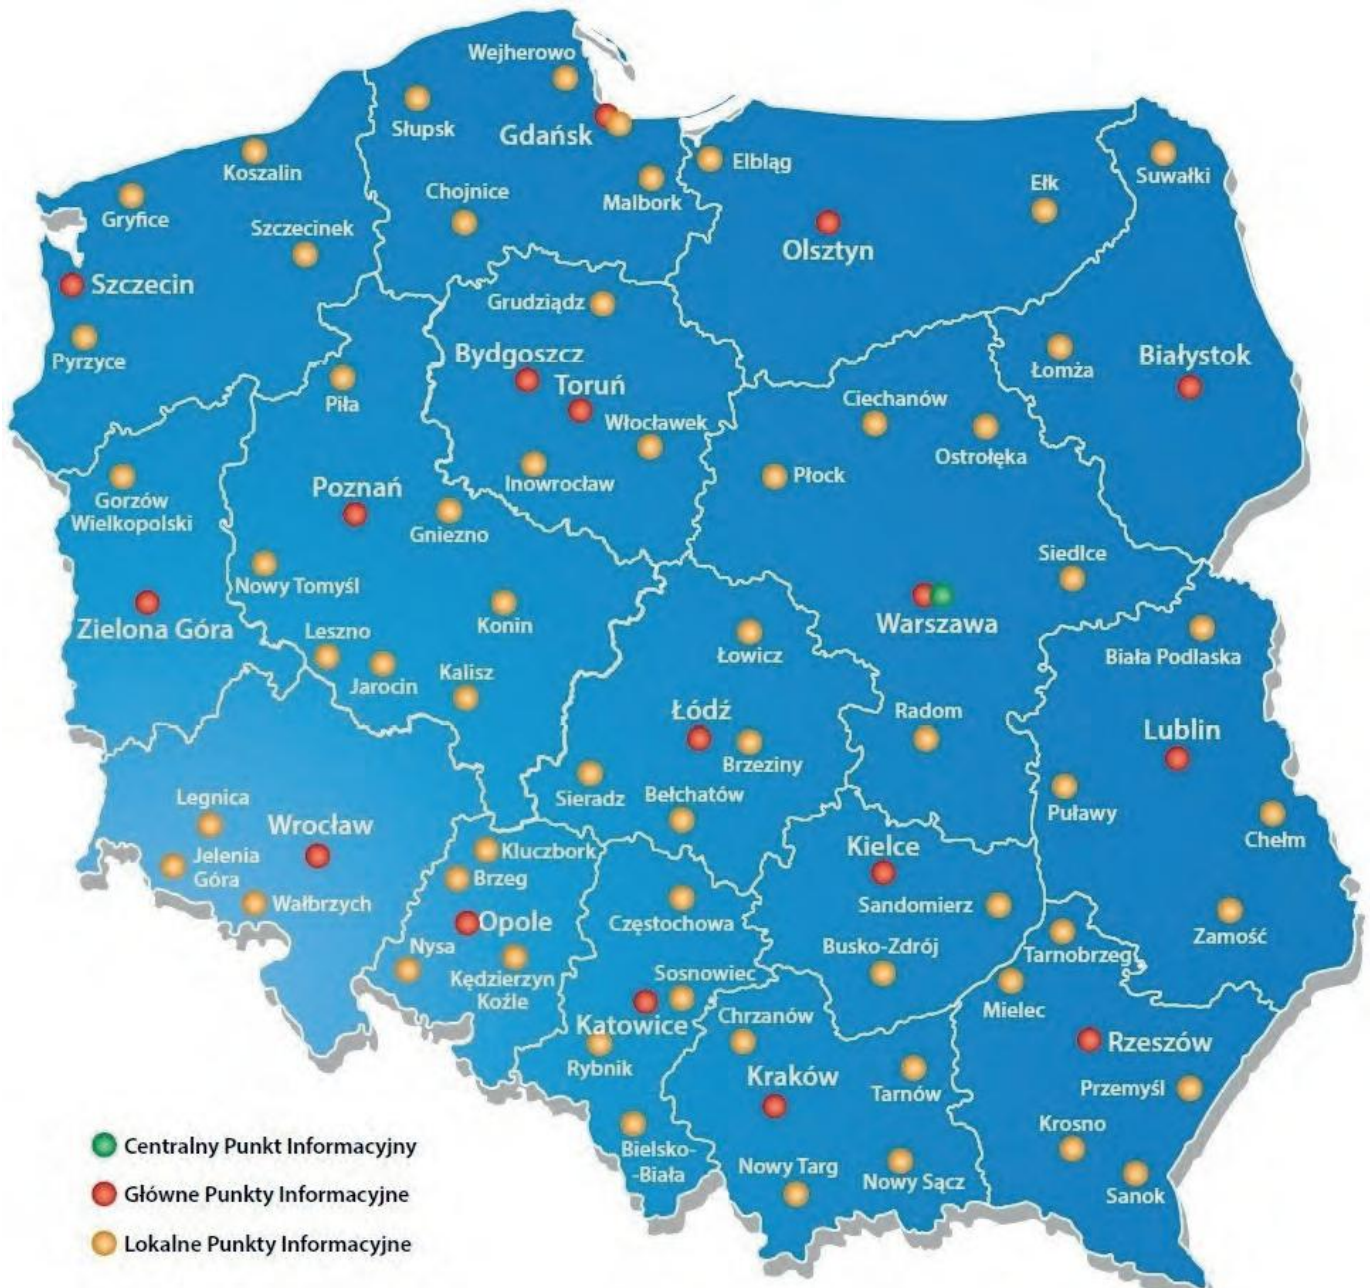 Wejherowo
Słupsk
Gdańsk
Koszalin
Elbląg
Ełk
Suwałki
Gryfice
Chojnice
Malbork
Szczecinek
Olsztyn
Szczecin
Grudziądz
Pyrzyce
Bydgoszcz
Toruń
Białystok
Łomża
Piła
Ciechanów
Włocławek
Ostrołęka
Płock
Inowrocław
Poznań
Gorzów
Wielkopolski
Gniezno
Siedlce
Nowy Tomyśl
Zielona Góra
Leszno
Konin
Warszawa
Łowicz
Biała Podlaska
Jarocin
Kalisz
Łódź
Radom
Lublin
Brzeziny
Sieradz
Bełchatów
Puławy
Chełm
Legnica
Wrocław
Jelenia
Góra
Wałbrzych
Kluczbork
Brzeg
Kielce
Opole
Częstochowa
Sandomierz
Zamość
Nysa
Kędzierzyn
Koźle
Busko-Zdrój
Tarnobrzeg
Sosnowiec
Mielec
Katowice
Chrzanów
Rybnik
Rzeszów
Kraków
Tarnów
Przemyśl
Krosno
Bielsko-
-Biała
Nowy Targ
Nowy Sącz
Sanok
Centralny Punkt Informacyjny
Główne Punkty Informacyjne
Lokalne Punkty Informacyjne